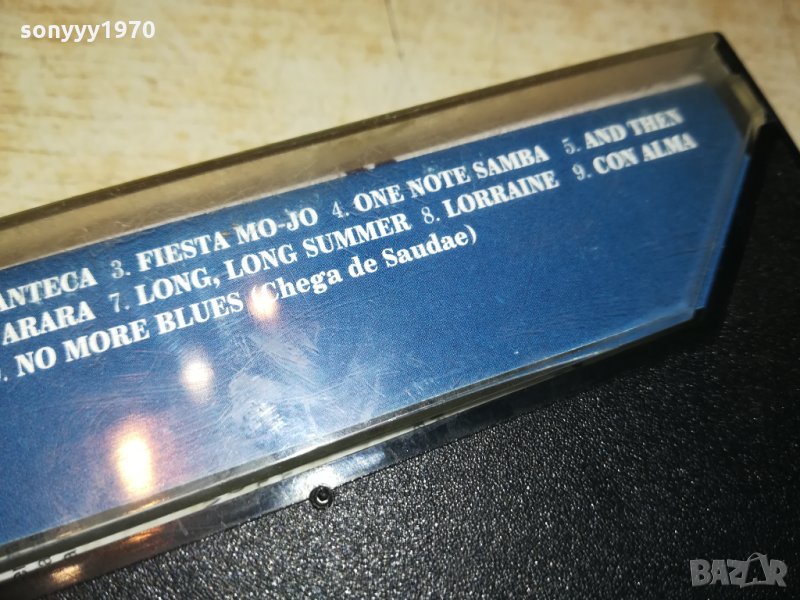 sonyyy1970
ANTECA 3. FIESTA MO-JO 4. ONE NOTE SAMBA 5. AND THEN
ARARA 7. LONG, LONG SUMMER 8. LORRAINE 9. CON ALMA
. NO MORE BLUES (Chega de Saudae)
BAZAR